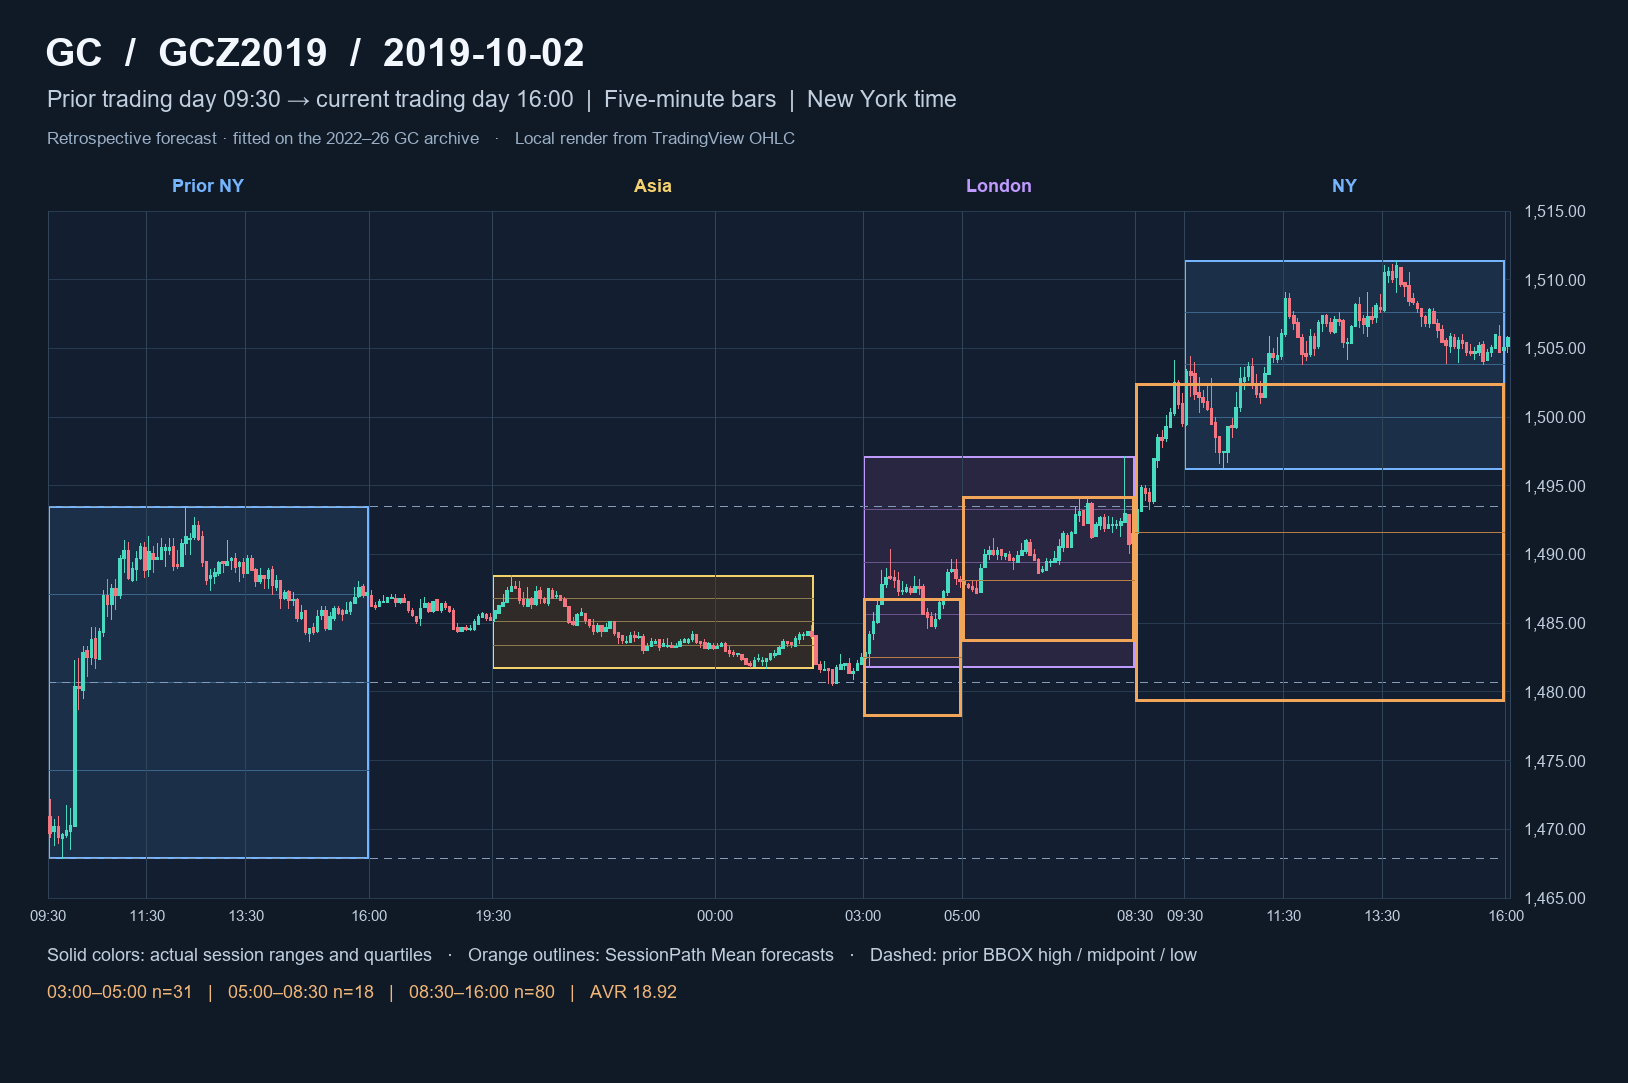 GC / GCZ2019 / 2019-10-02
Prior trading day 09:30 → current trading day 16:00 | Five-minute bars | New York time
Retrospective forecast · fitted on the 2022–26 GC archive · Local render from TradingView OHLC
Prior NY Asia London NY
1,515.00
1,510.00
1,505.00
1,500.00
1,495.00
1,490.00
1,485.00
1,480.00
1,475.00
1,470.00
1,465.00
09:30 11:30 13:30 16:00 19:30 00:00 03:00 05:00 08:30 09:30 11:30 13:30 16:00
Solid colors: actual session ranges and quartiles · Orange outlines: SessionPath Mean forecasts · Dashed: prior BBOX high / midpoint / low
03:00–05:00 n=31 | 05:00–08:30 n=18 | 08:30–16:00 n=80 | AVR 18.92